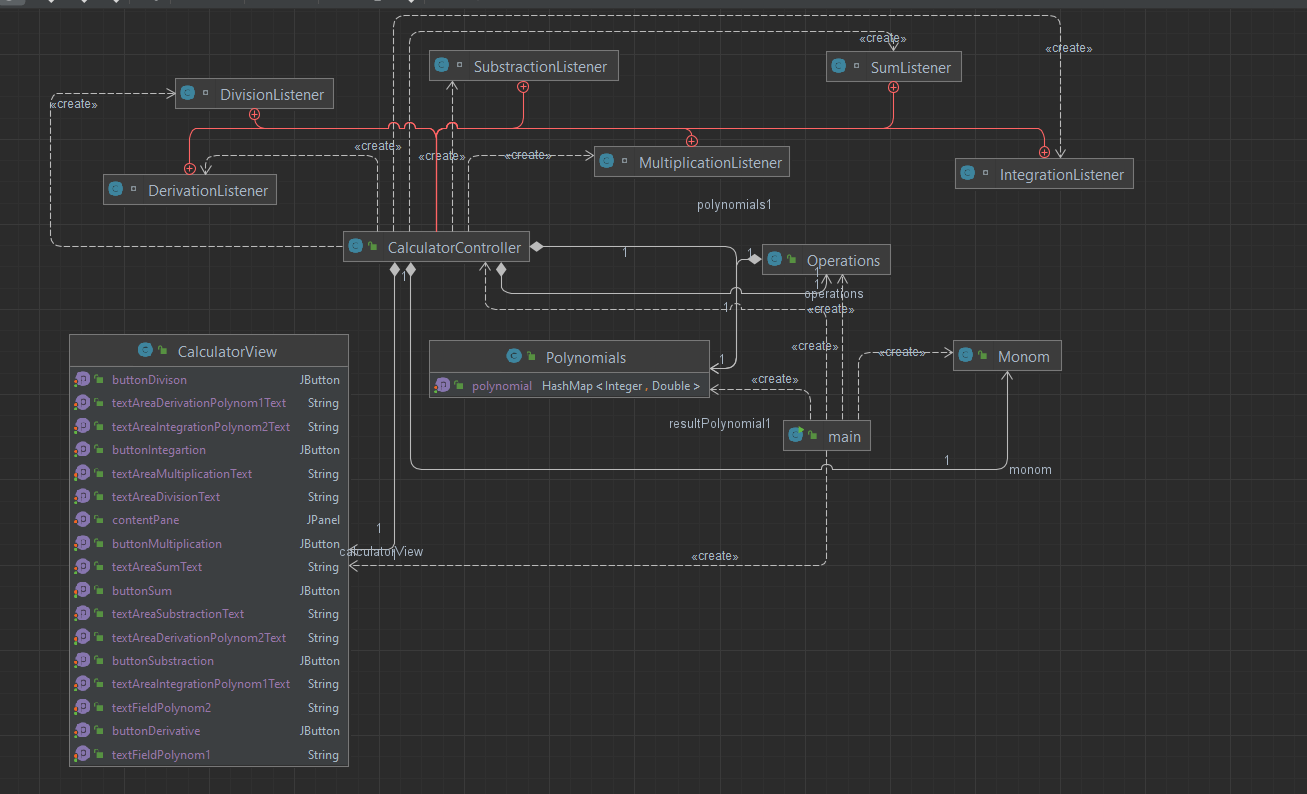 «create»
«create»
SubstractionListener
SumListener
DivisionListener
«create»
«create»
«create»
«create»
MultiplicationListener
IntegrationListener
DerivationListener
polynomials1
CalculatorController
1
1
Operations
1
1
1
operations
1
«create»
«create»
«create»
CalculatorView
Polynomials
1
Monom
polynomial HashMap<Integer, Double>
«create»
buttonDivison JButton
textAreaDerivationPolynom1Text String
textAreaIntegrationPolynom2Text String
resultPolynomial1
main
buttonIntegartion JButton
1
monom
textAreaMultiplicationText String
textAreaDivisionText String
contentPane JPanel
1
buttonMultiplication JButton
calculatorView
«create»
textAreaSumText String
buttonSum JButton
textAreaSubstractionText String
textAreaDerivationPolynom2Text String
buttonSubstraction JButton
textAreaIntegrationPolynom1Text String
textFieldPolynom2 String
buttonDerivative JButton
textFieldPolynom1 String